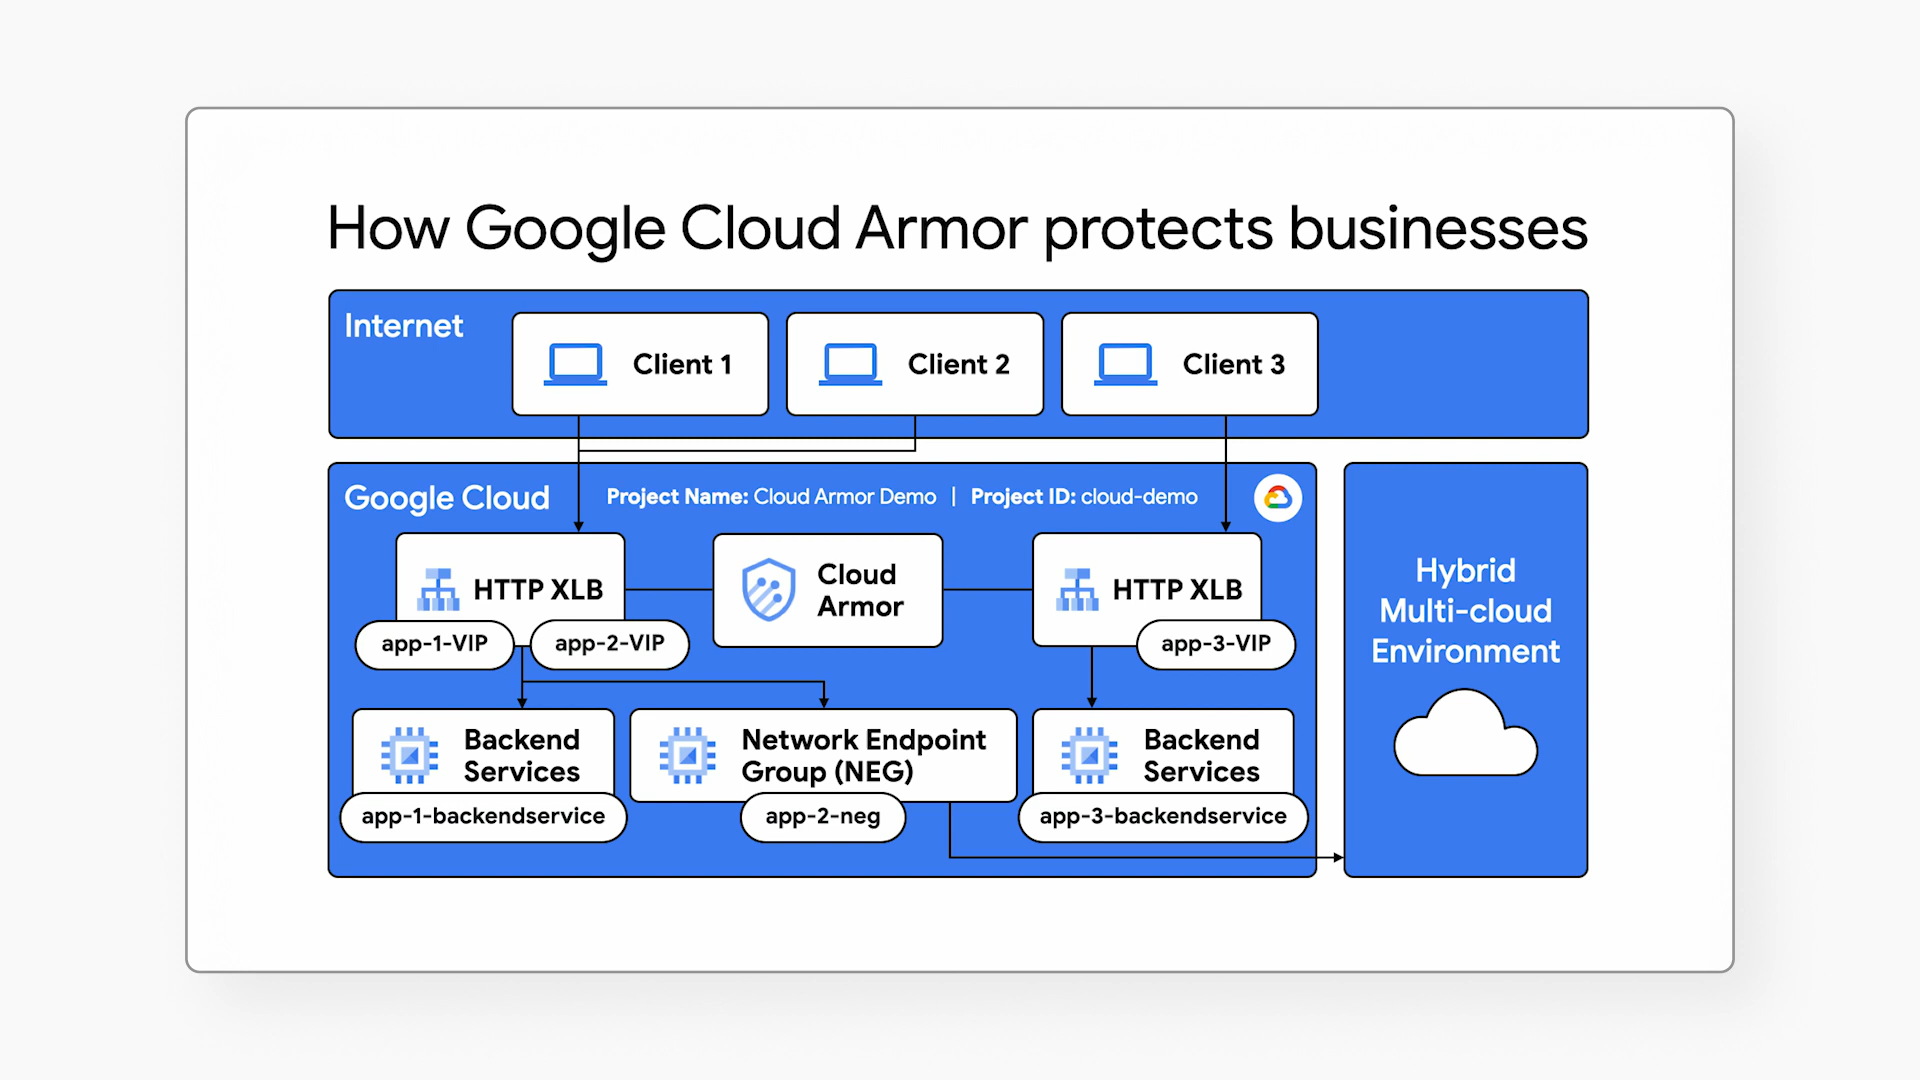 How Google Cloud Armor protects businesses
Internet
Client 1
Client 2
Client 3
Google Cloud
Project Name: Cloud Armor Demo | Project ID: cloud-demo
HTTP XLB
app-1-VIP
app-2-VIP
Cloud
Armor
HTTP XLB
app-3-VIP
Backend
Services
app-1-backendservice
Network Endpoint
Group (NEG)
app-2-neg
Backend
Services
app-3-backendservice
Hybrid
Multi-cloud
Environment